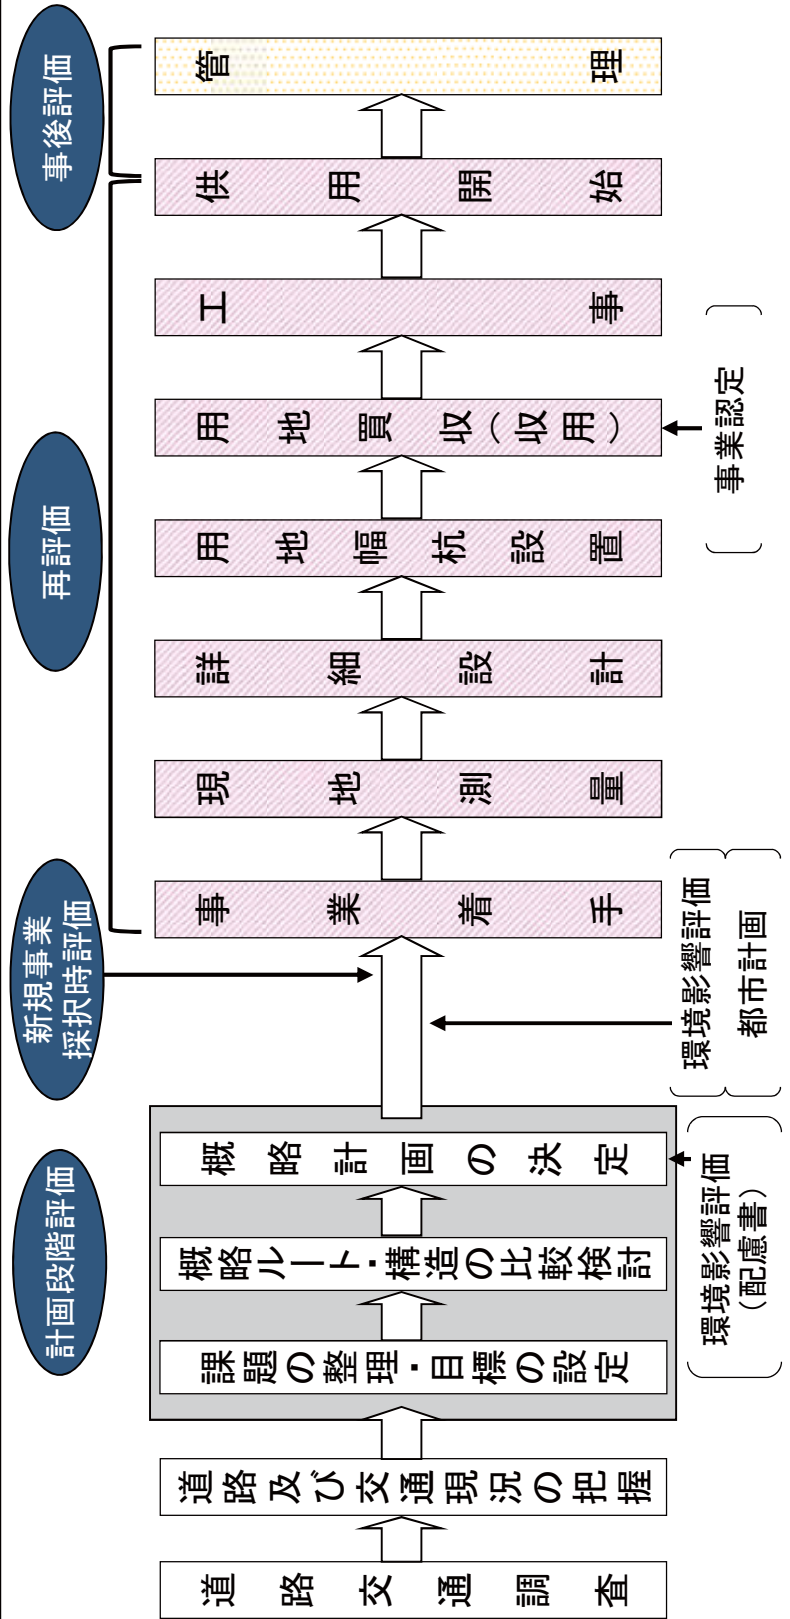 計画段階評価
新規事業
採択時評価
再評価
事後評価
道路交通調査
道路及び交通現況の把握
課題の整理・目標の設定
概略ルート・構造の比較検討
概略計画の決定
事業着手
現地測量
詳細設計
用地幅杭設置
用地買収(収用)
工事
供用開始
管理
環境影響評価
(配慮書)
環境影響評価
都市計画
事業認定